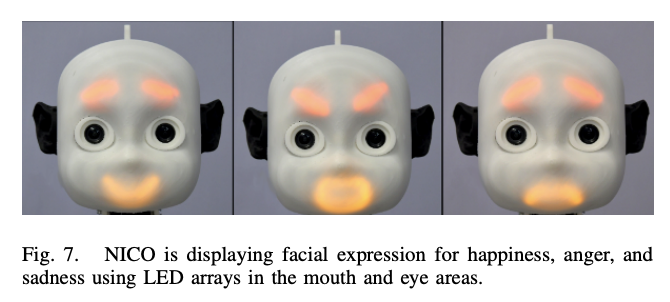 Fig. 7. NICO is displaying facial expression for happiness, anger, and
sadness using LED arrays in the mouth and eye areas.